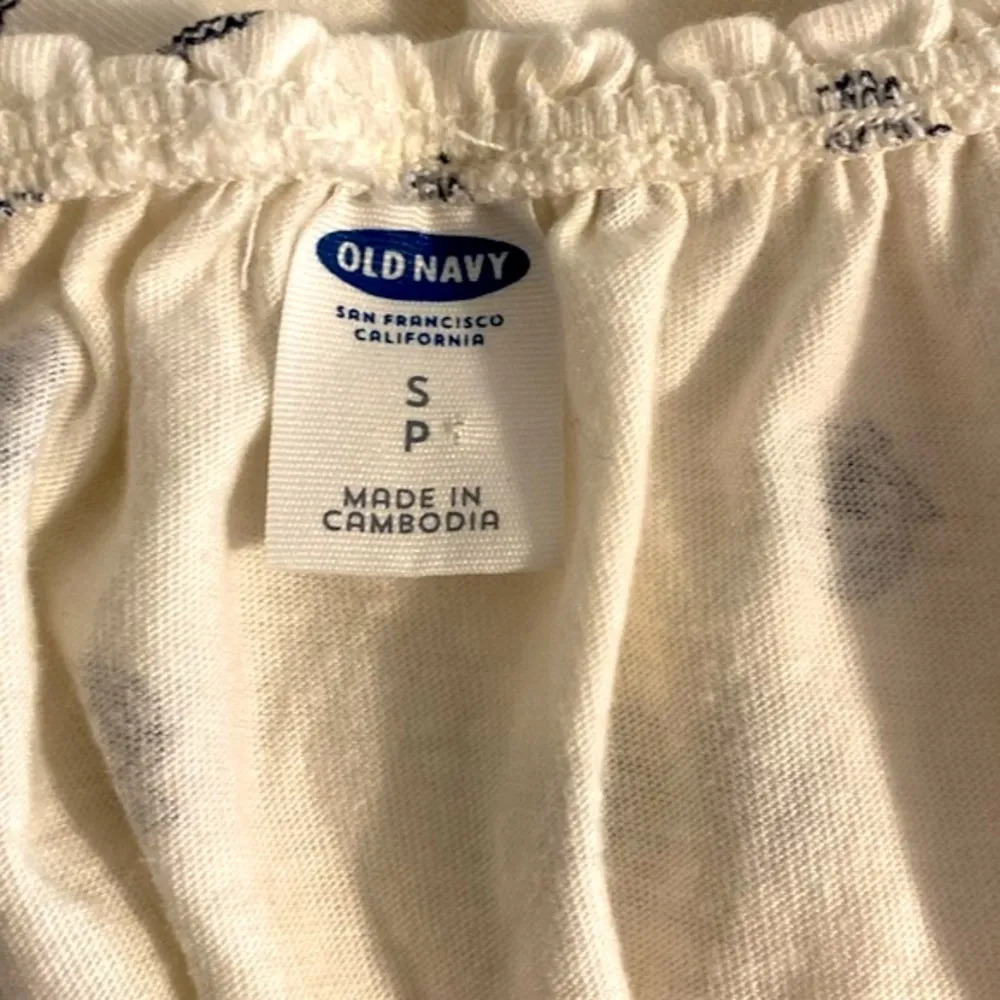 OLD NAVY
SAN FRANCISCO
CALIFORNIA
S
P
MADE IN
CAMBODIA